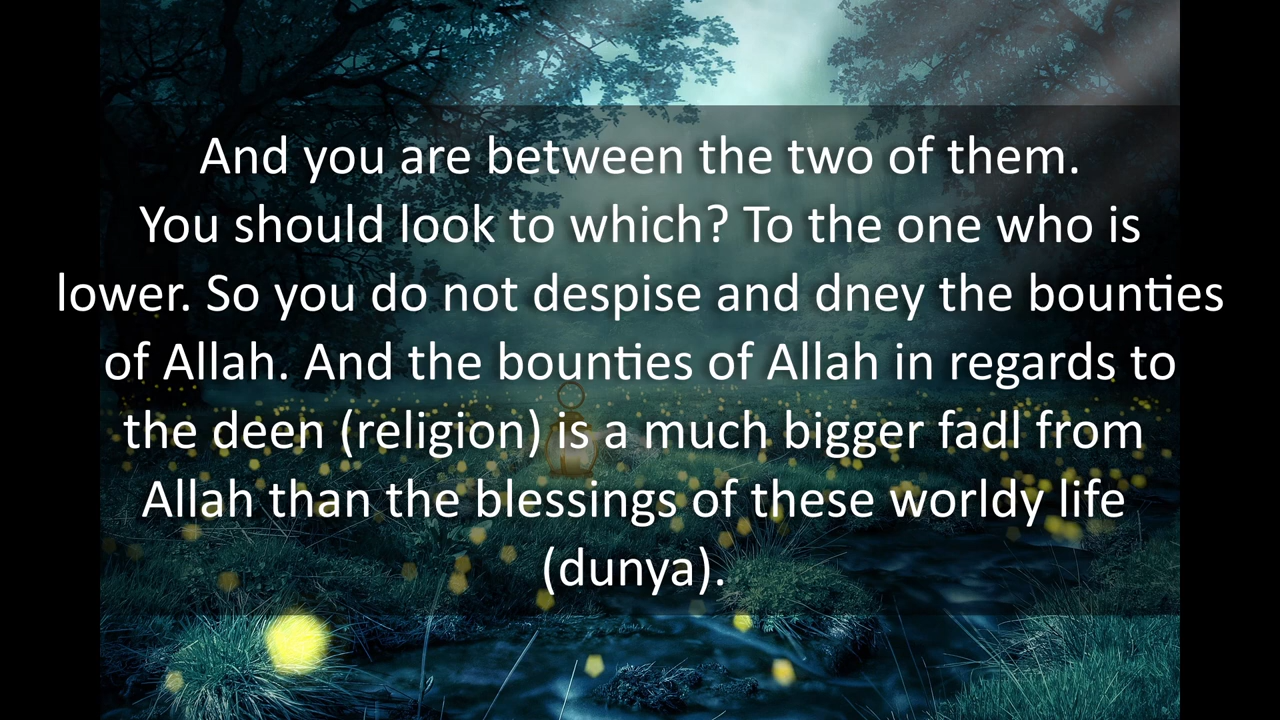 And you are between the two of them.
You should look to which? To the one who is
lower. So you do not despise and dney the bounties
of Allah. And the bounties of Allah in regards to
the deen (religion) is a much bigger fadl from
Allah than the blessings of these worldy life
(dunya).